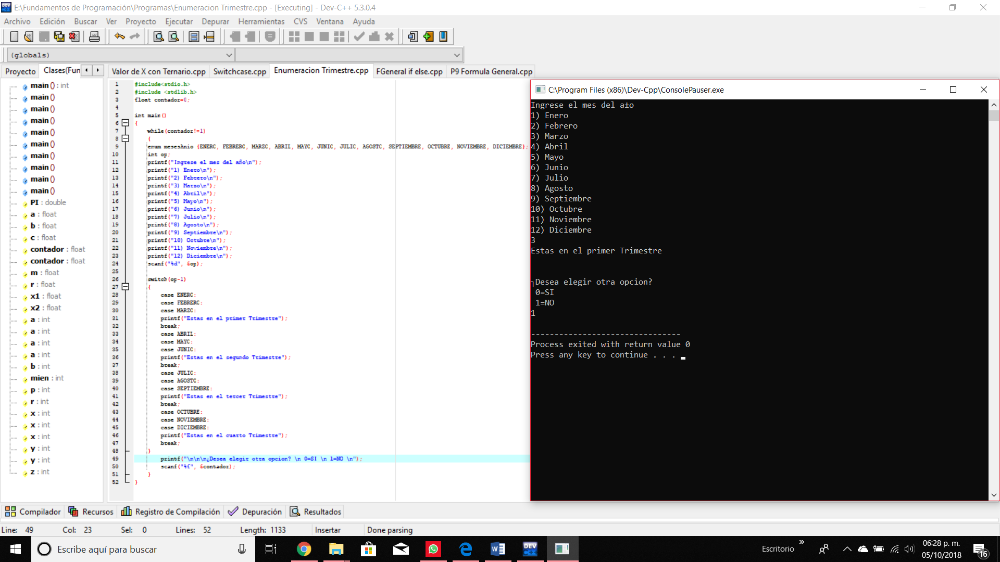 E:\Fundamentos de Programación\Programas\Enumeracion Trimestre.cpp - [Executing] - Dev-C++ 5.3.0.4
Archivo Edición Buscar Ver Proyecto Ejecutar Depurar Herramientas CVS Ventana Ayuda
(globals)
Proyecto Clases(Fun
Valor de X con Ternario.cpp Switchcase.cpp Enumeracion Trimestre.cpp FGeneral if else.cpp P9 Formula General.cpp
main () : int
main ()
main ()
main ()
main ()
main ()
main ()
main ()
main ()
main ()
PI : double
a : float
b : float
c : float
contador : float
contador : float
m : float
r : float
x1 : float
x2 : float
a : int
a : int
a : int
a : int
b : int
mien : int
p : int
r : int
x : int
x : int
x : int
y : int
y : int
z : int
1 #include<stdio.h>
2 #include <stdlib.h>
3 float contador=0;
4
5 int main()
6 {
7 while(contador!=1)
8 {
9 enum mesesAnio {ENERO, FEBRERO, MARZO, ABRIL, MAYO, JUNIO, JULIO, AGOSTO, SEPTIEMBRE, OCTUBRE, NOVIEMBRE, DICIEMBRE};
10 int op;
11 printf("Ingrese el mes del año\n");
12 printf("1) Enero\n");
13 printf("2) Febrero\n");
14 printf("3) Marzo\n");
15 printf("4) Abril\n");
16 printf("5) Mayo\n");
17 printf("6) Junio\n");
18 printf("7) Julio\n");
19 printf("8) Agosto\n");
20 printf("9) Septiembre\n");
21 printf("10) Octubre\n");
22 printf("11) Noviembre\n");
23 printf("12) Diciembre\n");
24 scanf("%d", &op);
25
26 switch(op-1)
27 {
28 case ENERO:
29 case FEBRERO:
30 case MARZO:
31 printf("Estas en el primer Trimestre");
32 break;
33 case ABRIL:
34 case MAYO:
35 case JUNIO:
36 printf("Estas en el segundo Trimestre");
37 break;
38 case JULIO:
39 case AGOSTO:
40 case SEPTIEMBRE:
41 printf("Estas en el tercer Trimestre");
42 break;
43 case OCTUBRE:
44 case NOVIEMBRE:
45 case DICIEMBRE:
46 printf("Estas en el cuarto Trimestre");
47 break;
48 }
49 printf("\n\n\n¿Desea elegir otra opcion? \n 0=SI \n 1=NO \n");
50 scanf("%f", &contador);
51 }
52 }
C:\Program Files (x86)\Dev-Cpp\ConsolePauser.exe
Ingrese el mes del a±o
1) Enero
2) Febrero
3) Marzo
4) Abril
5) Mayo
6) Junio
7) Julio
8) Agosto
9) Septiembre
10) Octubre
11) Noviembre
12) Diciembre
3
Estas en el primer Trimestre
┐Desea elegir otra opcion?
0=SI
1=NO
1
--------------------------------
Process exited with return value 0
Press any key to continue . . .
Compilador Recursos Registro de Compilación Depuración Resultados
Line: 49 Col: 23 Sel: 0 Lines: 52 Length: 1133 Insertar Done parsing
Escribe aquí para buscar
DEV C++
Escritorio
06:28 p. m.
05/10/2018
16